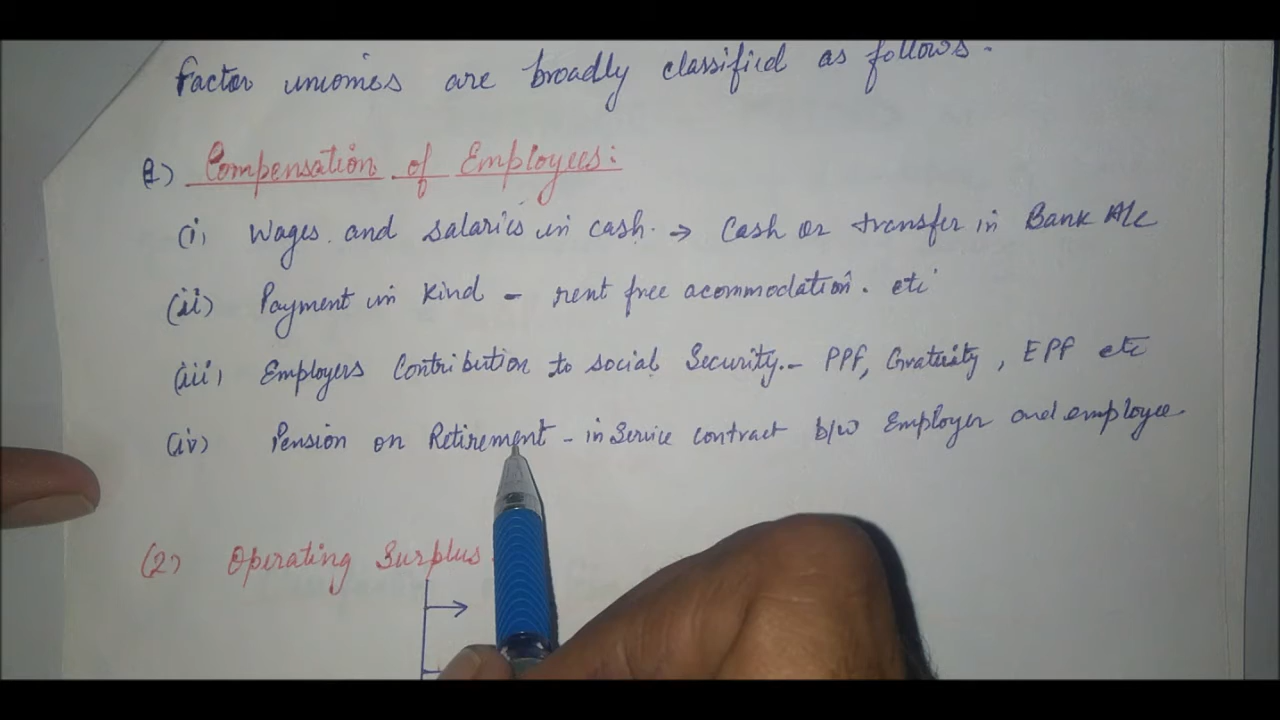 Factor incomes are broadly classified as follows.
1) Compensation of Employees:
(i) Wages and salaries in cash. → Cash or transfer in Bank A/c
(ii) Payment in kind - rent free acommodation. etc
(iii) Employers Contribution to social Security. - PPF, Gratuity, EPF etc
(iv) Pension on Retirement - in Service contract b/w Employer and employee.
(2) Operating Surplus